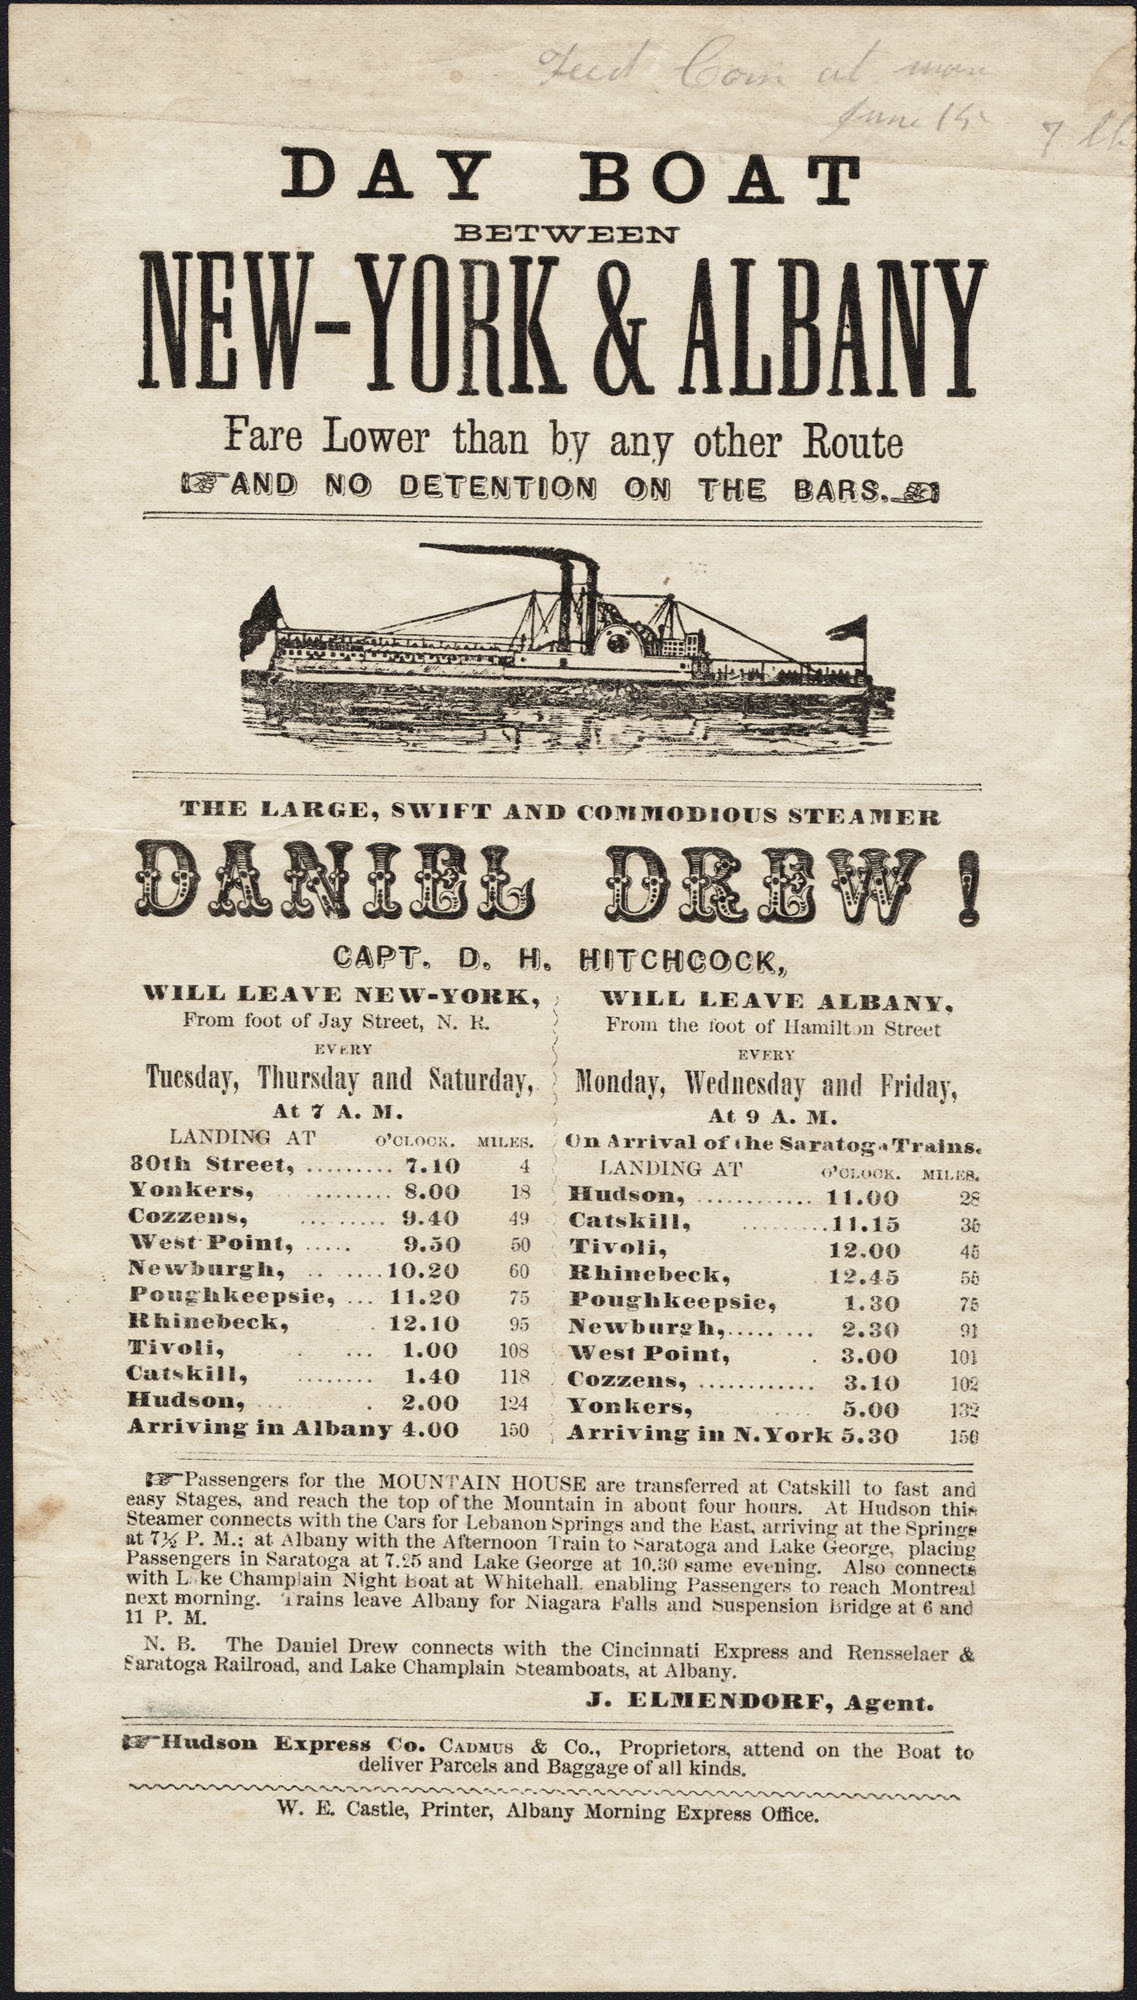 Feed Corn at
June 15
DAY BOAT
BETWEEN
NEW-YORK & ALBANY
Fare Lower than by any other Route
AND NO DETENTION ON THE BARS.
THE LARGE, SWIFT AND COMMODIOUS STEAMER
DANIEL DREW!
CAPT. D. H. HITCHCOCK,
WILL LEAVE NEW-YORK,
From foot of Jay Street, N. R.
EVERY
Tuesday, Thursday and Saturday,
At 7 A. M.
LANDING AT O'CLOCK. MILES.
30th Street, ......... 7.10 4
Yonkers, ......... 8.00 18
Cozzens, ... ..... 9.40 49
West Point, ..... 9.50 50
Newburgh, .. .....10.20 60
Poughkeepsie, ... 11.20 75
Rhinebeck, . 12.10 95
Tivoli, . ... 1.00 108
Catskill, ........ 1.40 118
Hudson, .... . 2.00 124
Arriving in Albany 4.00 150
WILL LEAVE ALBANY,
From the foot of Hamilton Street
EVERY
Monday, Wednesday and Friday,
At 9 A. M.
On Arrival of the Saratoga Trains.
LANDING AT O'CLOCK. MILES.
Hudson, ............ 11.00 28
Catskill, .........11.15 35
Tivoli, 12.00 45
Rhinebeck, 12.45 55
Poughkeepsie, 1.30 75
Newburgh,..... ... 2.30 91
West Point, . 3.00 101
Cozzens, ............ 3.10 102
Yonkers, .... 5.00 132
Arriving in N. York 5.30 150
Passengers for the MOUNTAIN HOUSE are transferred at Catskill to fast and
easy Stages, and reach the top of the Mountain in about four hours. At Hudson this
Steamer connects with the Cars for Lebanon Springs and the East, arriving at the Springs
at 7½ P. M.; at Albany with the Afternoon Train to Saratoga and Lake George, placing
Passengers in Saratoga at 7.25 and Lake George at 10.30 same evening. Also connects
with Lake Champlain Night Boat at Whitehall. enabling Passengers to reach Montreal
next morning. Trains leave Albany for Niagara Falls and Suspension Bridge at 6 and
11 P. M.
N. B. The Daniel Drew connects with the Cincinnati Express and Rensselaer &
Saratoga Railroad, and Lake Champlain Steamboats, at Albany.
J. ELMENDORF, Agent.
Hudson Express Co. CADMUS & Co., Proprietors, attend on the Boat to
deliver Parcels and Baggage of all kinds.
W. E. Castle, Printer, Albany Morning Express Office.